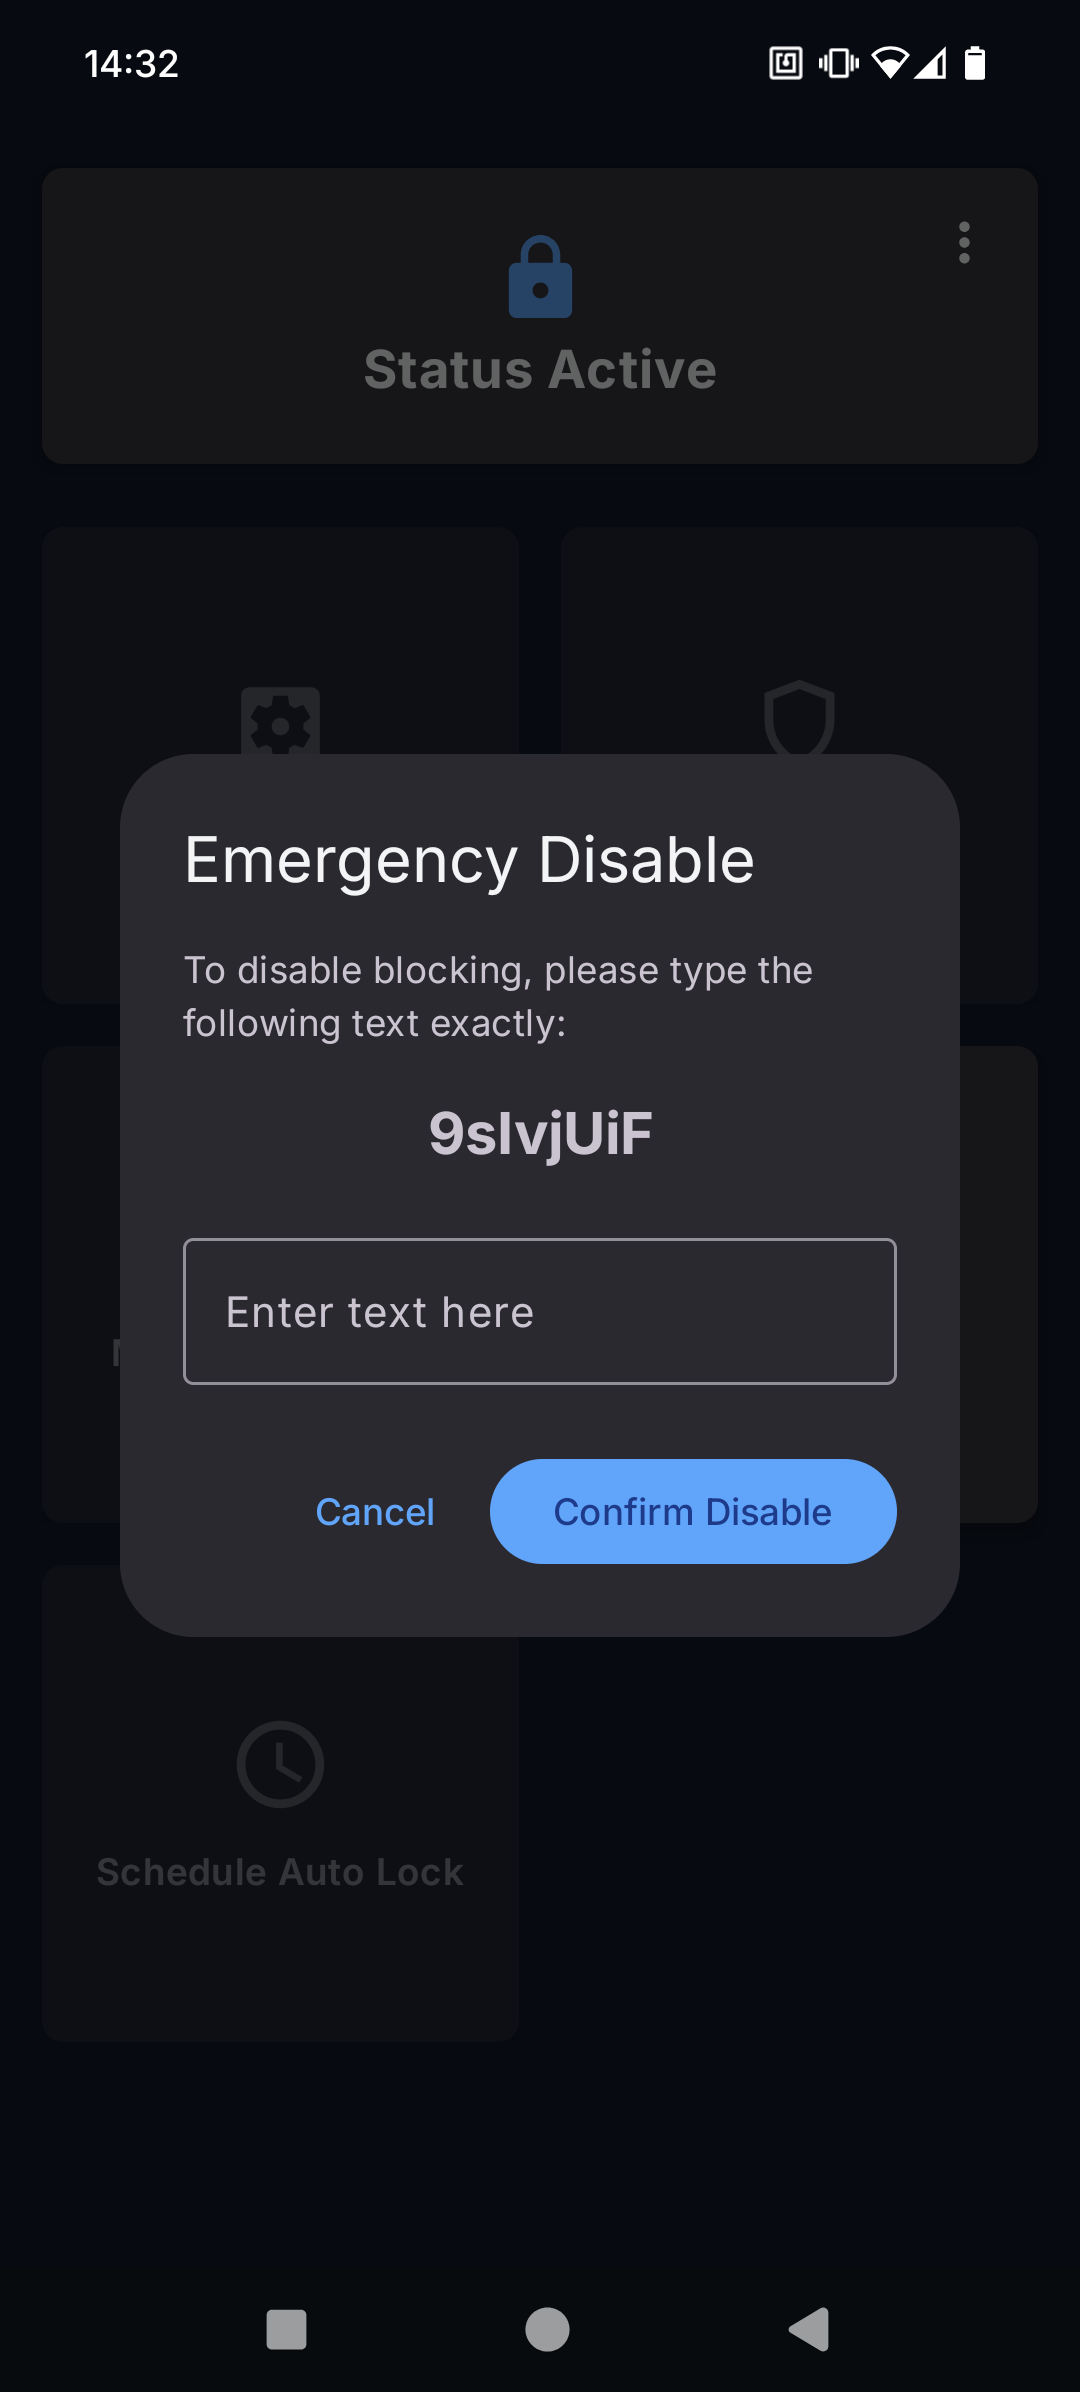 14:32
Status Active
Emergency Disable
To disable blocking, please type the
following text exactly:
9sIvjUiF
Enter text here
Cancel
Confirm Disable
Schedule Auto Lock